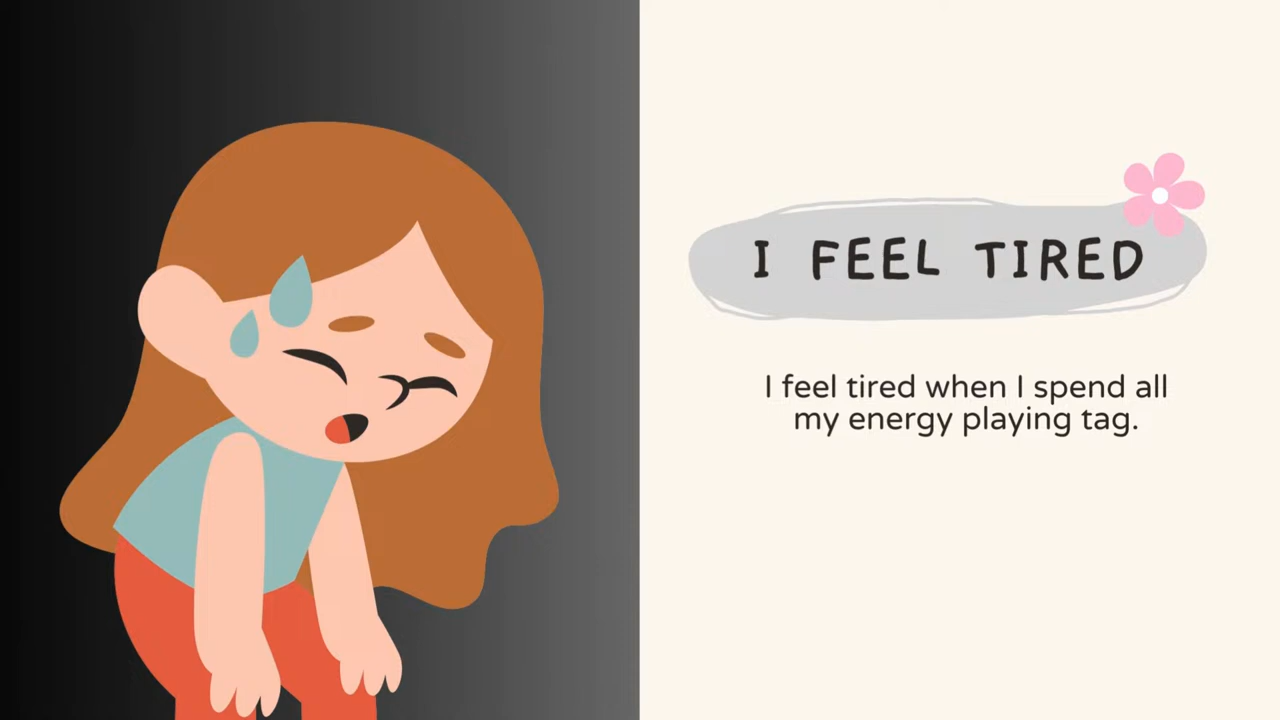 I FEEL TIRED
I feel tired when I spend all
my energy playing tag.